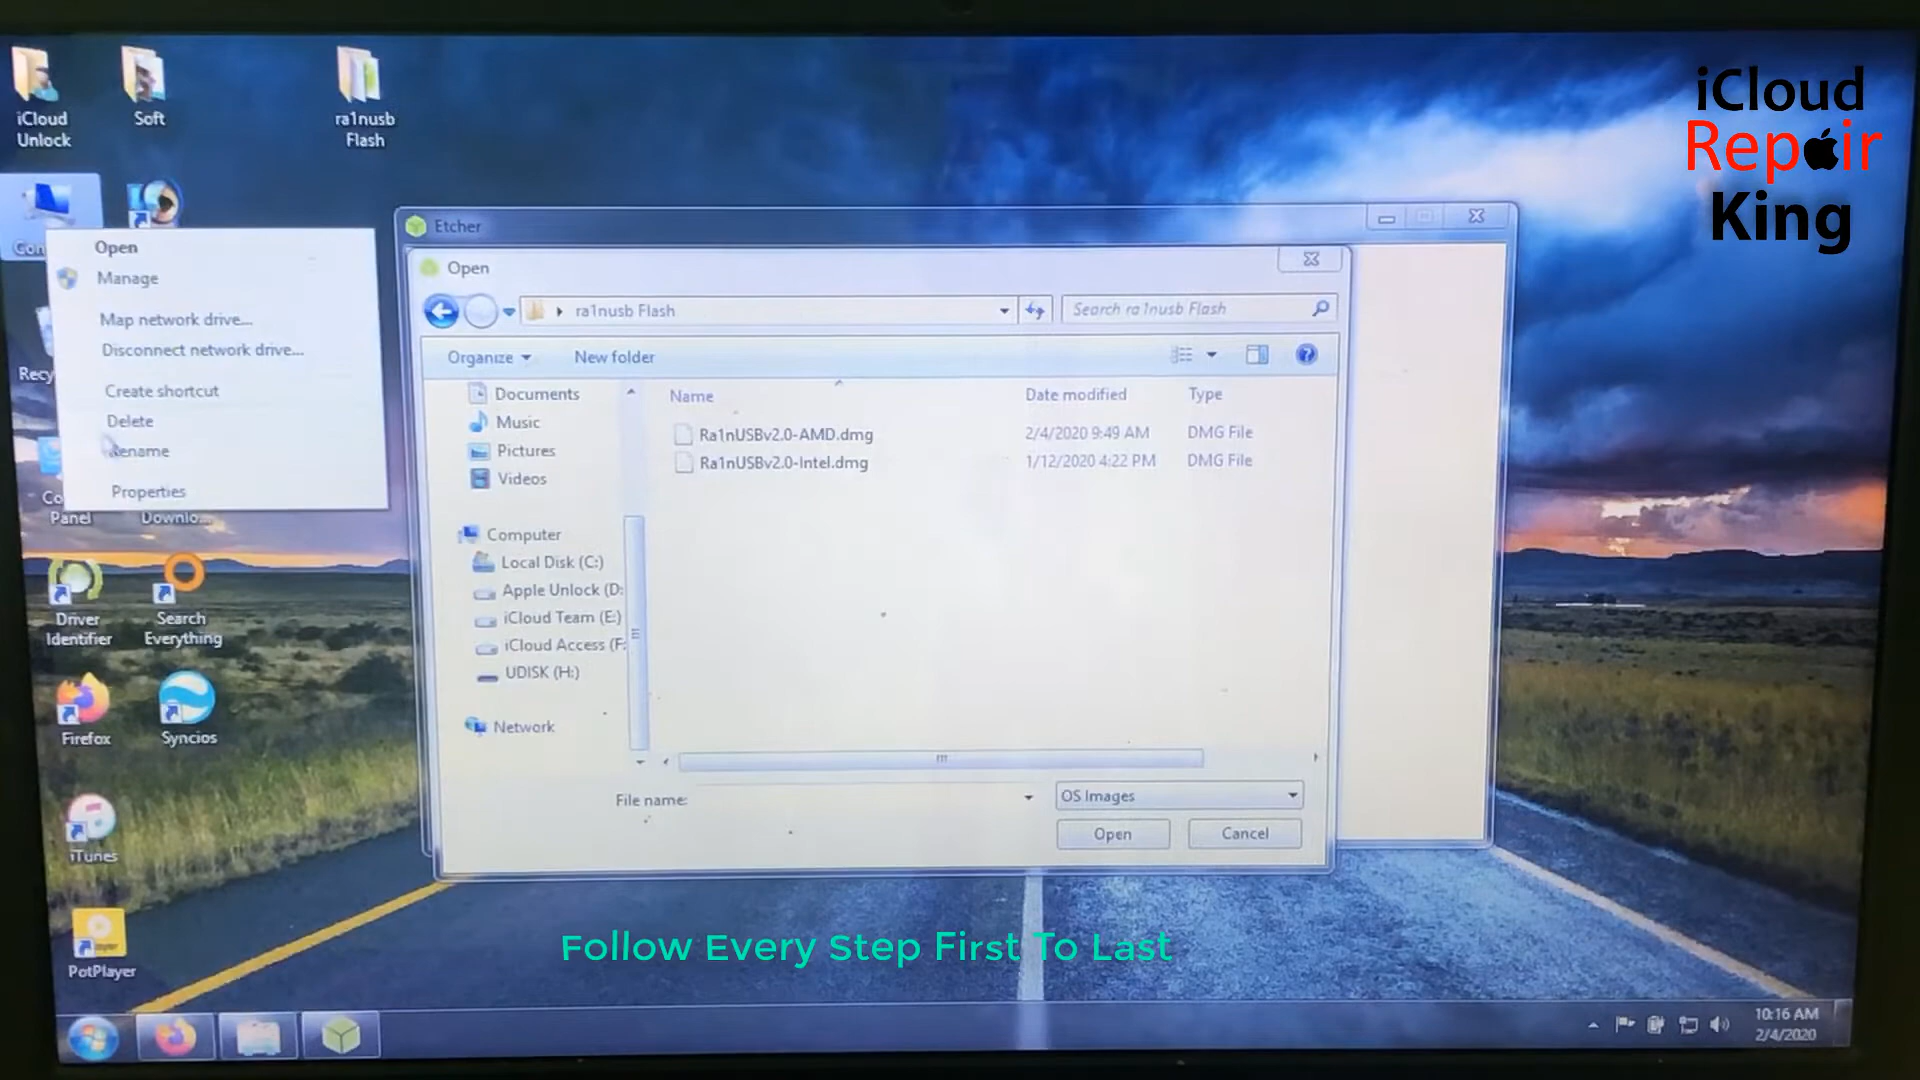 iCloud
Unlock
Soft
ra1nusb
Flash
iCloud
Repair
King
Open
Manage
Map network drive...
Disconnect network drive...
Create shortcut
Delete
Rename
Properties
Panel
Downlo...
Driver
Identifier
Search
Everything
Firefox
Syncios
iTunes
PotPlayer
Etcher
Open
ra1nusb Flash
Search ra1nusb Flash
Organize
New folder
Documents
Music
Pictures
Videos
Computer
Local Disk (C:)
Apple Unlock (D:
iCloud Team (E:)
iCloud Access (F:
UDISK (H:)
Network
Name
Date modified
Type
Ra1nUSBv2.0-AMD.dmg
2/4/2020 9:49 AM
DMG File
Ra1nUSBv2.0-Intel.dmg
1/12/2020 4:22 PM
DMG File
File name:
OS Images
Open
Cancel
Follow Every Step First To Last
10:16 AM
2/4/2020